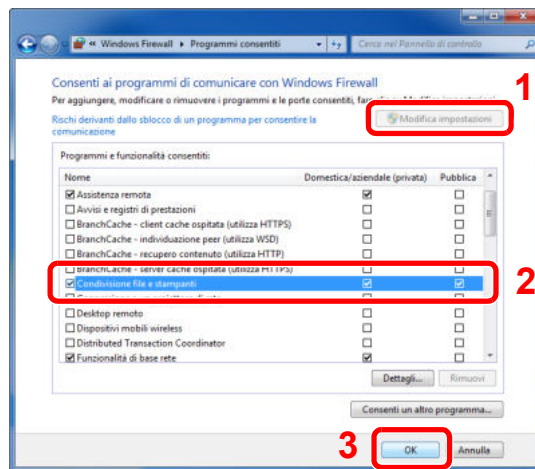 « Windows Firewall ▸ Programmi consentiti
Cerca nel Pannello di controllo
Consenti ai programmi di comunicare con Windows Firewall
1
Per aggiungere, modificare o rimuovere i programmi e le porte consentiti,
Rischi derivanti dallo sblocco di un programma per consentire la
comunicazione
Modifica impostazioni
Programmi e funzionalità consentiti:
Nome Domestica/aziendale (privata) Pubblica
Assistenza remota
Avvisi e registri di prestazioni
BranchCache - client cache ospitata (utilizza HTTPS)
BranchCache - individuazione peer (utilizza WSD)
BranchCache - recupero contenuto (utilizza HTTP)
BranchCache - server cache ospitata (utilizza HTTPS)
Condivisione file e stampanti
2
Desktop remoto
Dispositivi mobili wireless
Distributed Transaction Coordinator
Funzionalità di base rete
Dettagli... Rimuovi
Consenti un altro programma...
3
OK Annulla